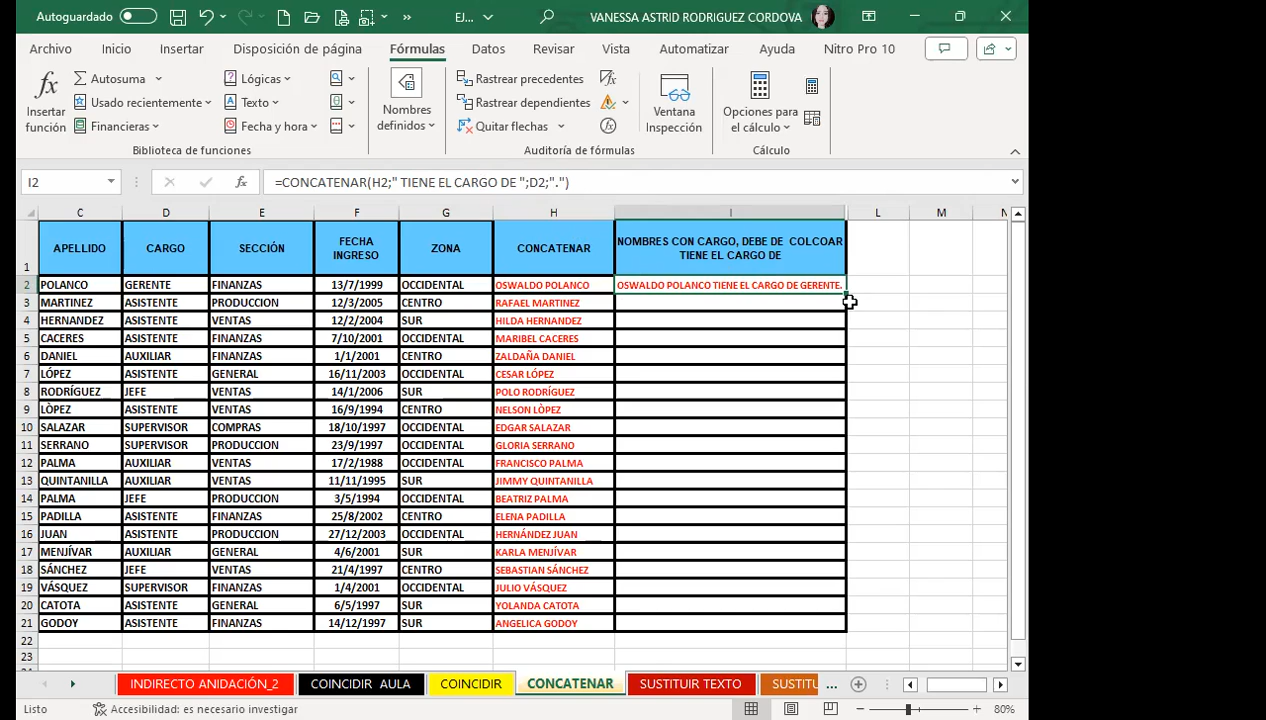 Autoguardado
EJ...
VANESSA ASTRID RODRIGUEZ CORDOVA
Archivo Inicio Insertar Disposición de página Fórmulas Datos Revisar Vista Automatizar Ayuda Nitro Pro 10
Insertar función
Autosuma
Usado recientemente
Financieras
Lógicas
Texto
Fecha y hora
Biblioteca de funciones
Nombres definidos
Rastrear precedentes
Rastrear dependientes
Quitar flechas
Auditoría de fórmulas
Ventana Inspección
Opciones para el cálculo
Cálculo
I2 =CONCATENAR(H2;" TIENE EL CARGO DE ";D2;".")
C D E F G H I L M N
1 APELLIDO CARGO SECCIÓN FECHA INGRESO ZONA CONCATENAR NOMBRES CON CARGO, DEBE DE COLCOAR TIENE EL CARGO DE
2 POLANCO GERENTE FINANZAS 13/7/1999 OCCIDENTAL OSWALDO POLANCO OSWALDO POLANCO TIENE EL CARGO DE GERENTE.
3 MARTINEZ ASISTENTE PRODUCCION 12/3/2005 CENTRO RAFAEL MARTINEZ
4 HERNANDEZ ASISTENTE VENTAS 12/2/2004 SUR HILDA HERNANDEZ
5 CACERES ASISTENTE FINANZAS 7/10/2001 OCCIDENTAL MARIBEL CACERES
6 DANIEL AUXILIAR FINANZAS 1/1/2001 CENTRO ZALDAÑA DANIEL
7 LÓPEZ ASISTENTE GENERAL 16/11/2003 OCCIDENTAL CESAR LÓPEZ
8 RODRÍGUEZ JEFE VENTAS 14/1/2006 SUR POLO RODRÍGUEZ
9 LÒPEZ ASISTENTE VENTAS 16/9/1994 CENTRO NELSON LÒPEZ
10 SALAZAR SUPERVISOR COMPRAS 18/10/1997 OCCIDENTAL EDGAR SALAZAR
11 SERRANO SUPERVISOR PRODUCCION 23/9/1997 OCCIDENTAL GLORIA SERRANO
12 PALMA AUXILIAR VENTAS 17/2/1988 OCCIDENTAL FRANCISCO PALMA
13 QUINTANILLA AUXILIAR VENTAS 11/11/1995 SUR JIMMY QUINTANILLA
14 PALMA JEFE PRODUCCION 3/5/1994 OCCIDENTAL BEATRIZ PALMA
15 PADILLA ASISTENTE FINANZAS 25/8/2002 CENTRO ELENA PADILLA
16 JUAN ASISTENTE PRODUCCION 27/12/2003 OCCIDENTAL HERNÁNDEZ JUAN
17 MENJÍVAR AUXILIAR GENERAL 4/6/2001 SUR KARLA MENJÍVAR
18 SÁNCHEZ JEFE VENTAS 21/4/1997 CENTRO SEBASTIAN SÁNCHEZ
19 VÁSQUEZ SUPERVISOR FINANZAS 1/4/2001 OCCIDENTAL JULIO VÁSQUEZ
20 CATOTA ASISTENTE GENERAL 6/5/1997 SUR YOLANDA CATOTA
21 GODOY ASISTENTE FINANZAS 14/12/1997 SUR ANGELICA GODOY
22
23
INDIRECTO ANIDACIÓN_2 COINCIDIR AULA COINCIDIR CONCATENAR SUSTITUIR TEXTO SUSTITU ...
Listo Accesibilidad: es necesario investigar 80%